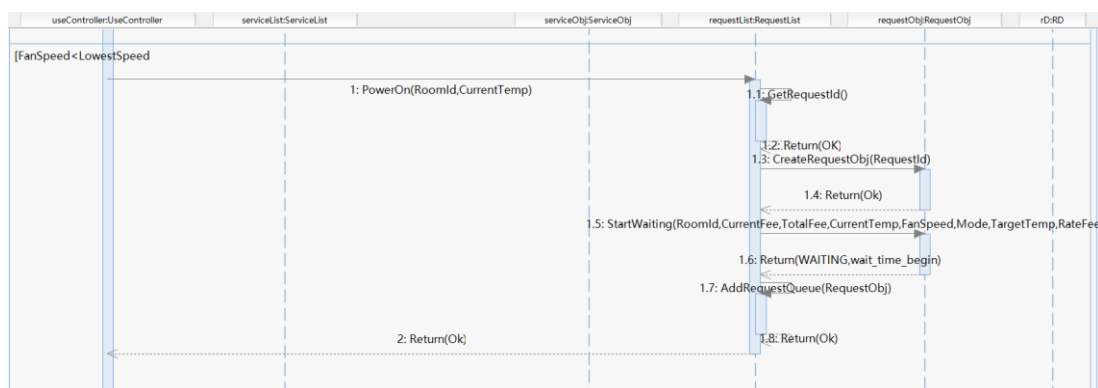 useController:UseController
serviceList:ServiceList
serviceObj:ServiceObj
requestList:RequestList
requestObj:RequestObj
rD:RD
[FanSpeed<LowestSpeed
1: PowerOn(RoomId,CurrentTemp)
1.1: GetRequestId()
1.2: Return(OK)
1.3: CreateRequestObj(RequestId)
1.4: Return(Ok)
1.5: StartWaiting(RoomId,CurrentFee,TotalFee,CurrentTemp,FanSpeed,Mode,TargetTemp,RateFee
1.6: Return(WAITING,wait_time_begin)
1.7: AddRequestQueue(RequestObj)
1.8: Return(Ok)
2: Return(Ok)